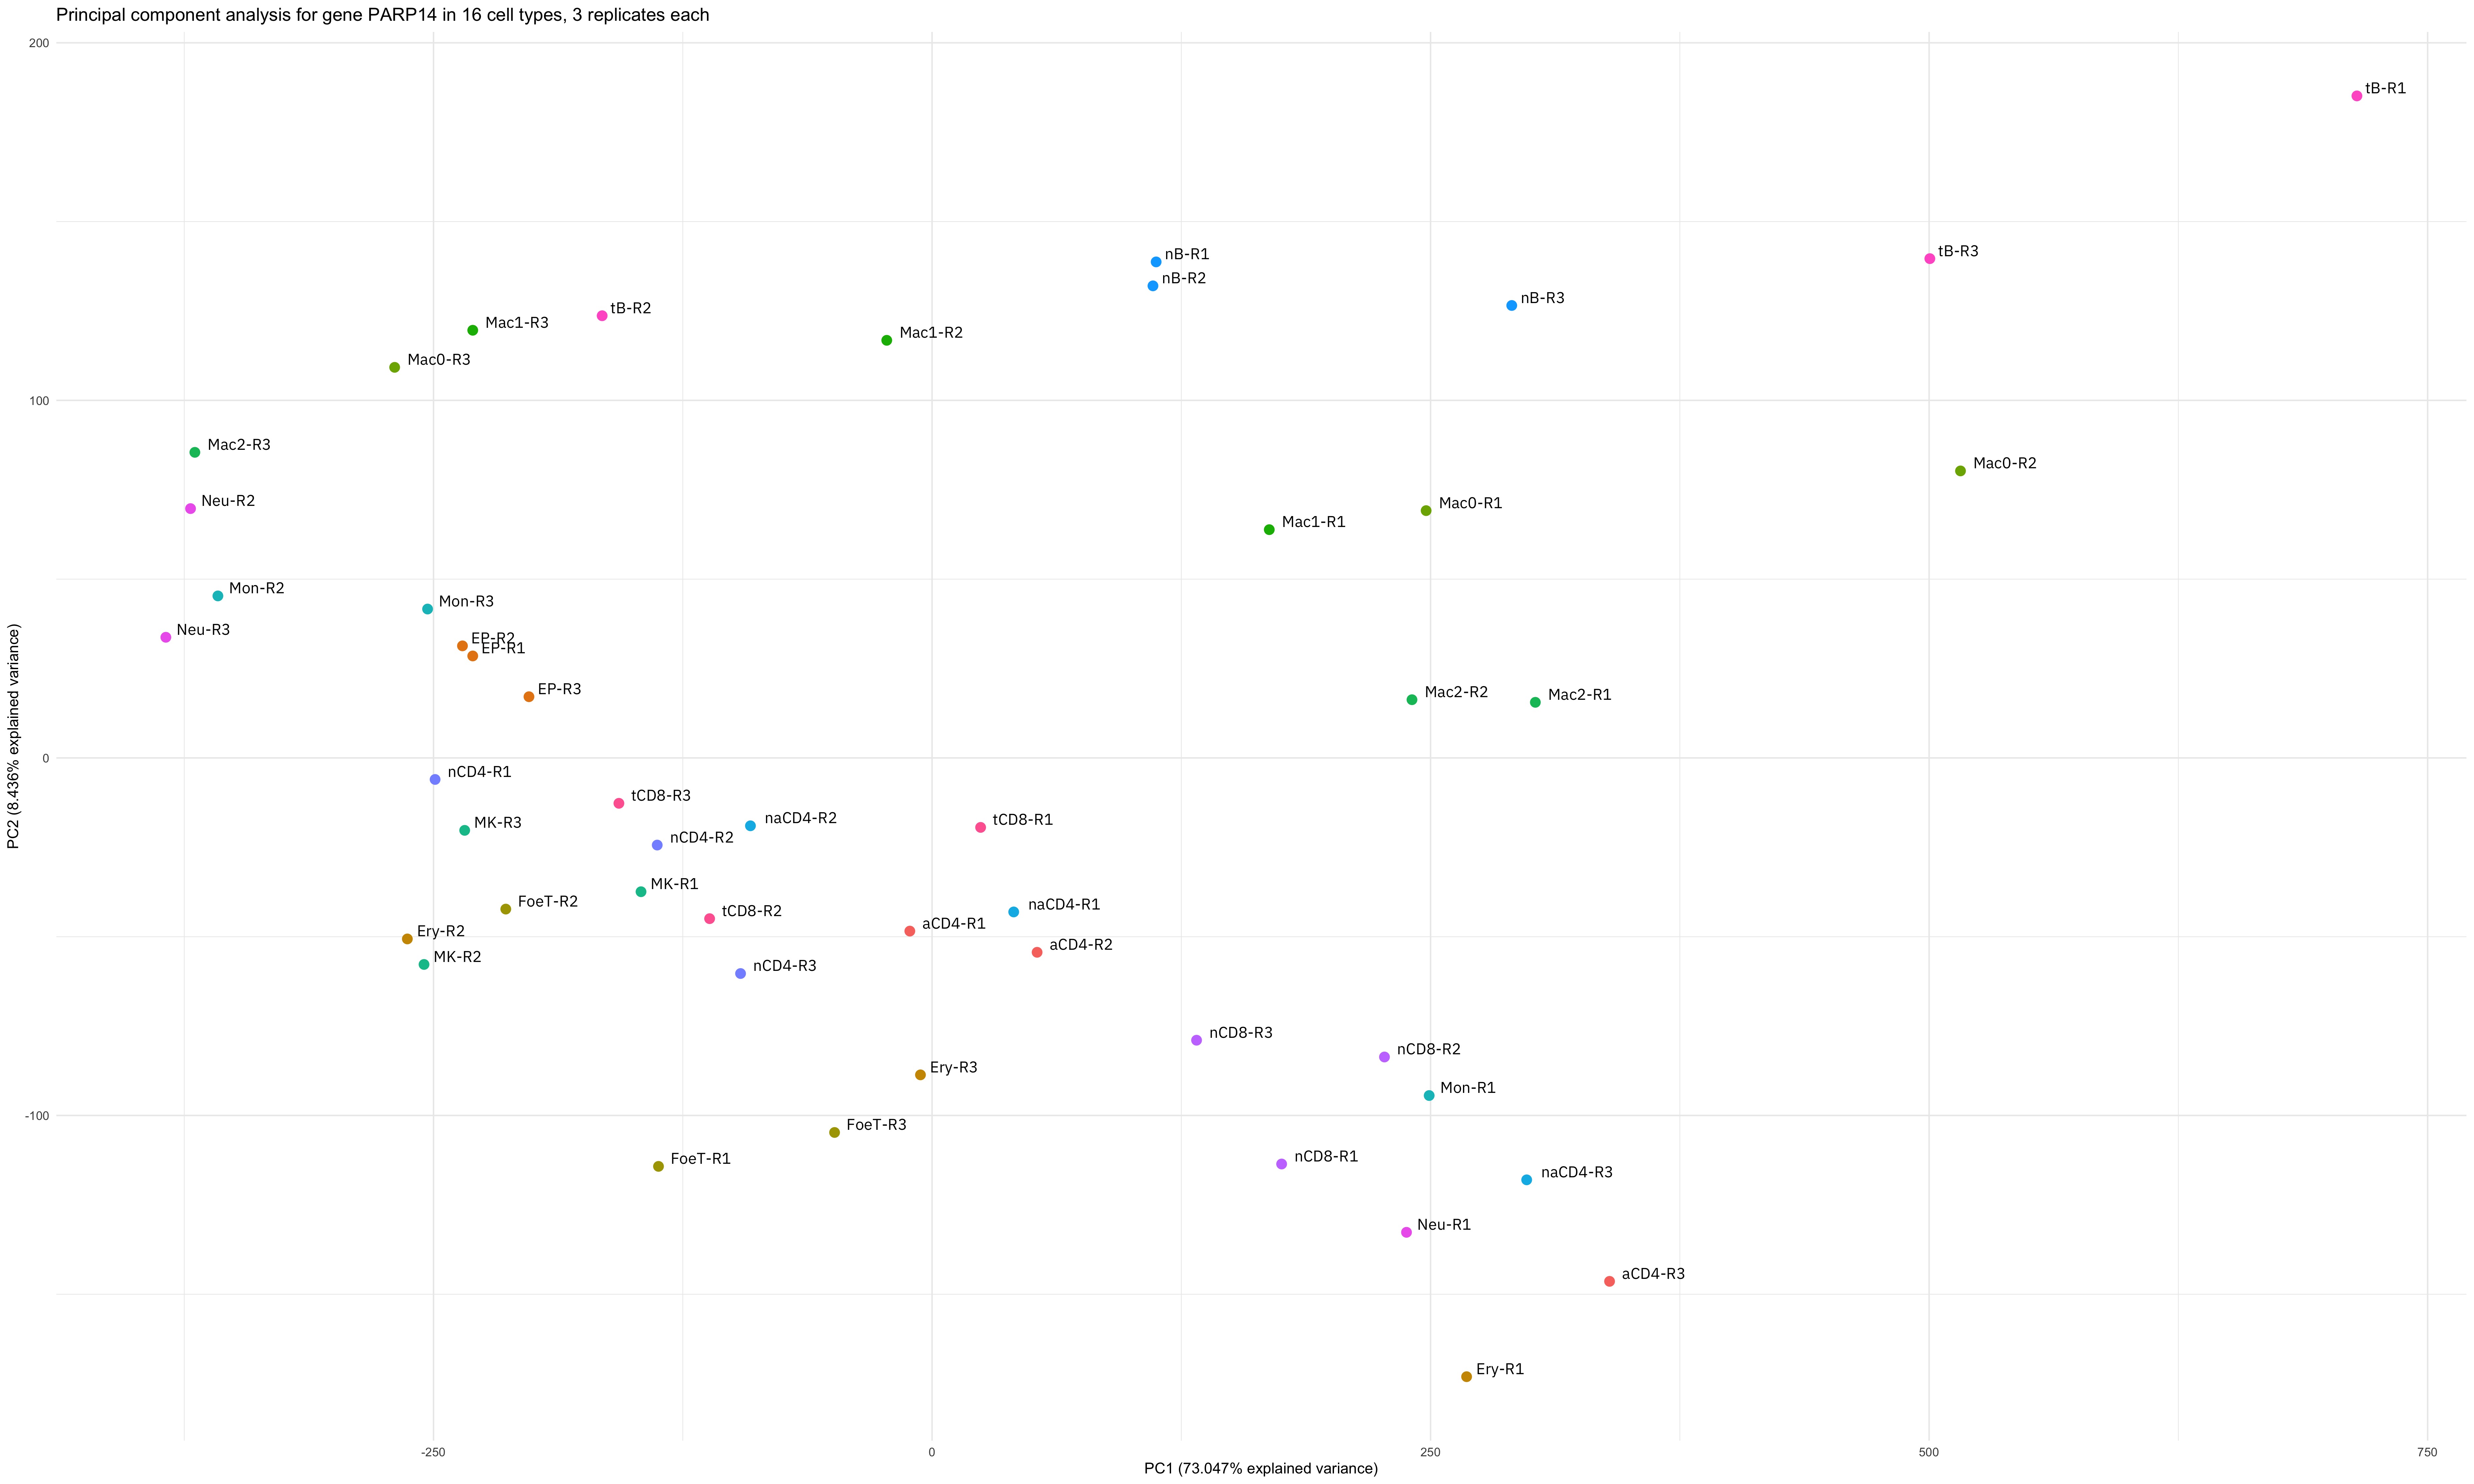 Principal component analysis for gene PARP14 in 16 cell types, 3 replicates each
200
tB-R1
nB-R1
tB-R3
nB-R2
nB-R3
tB-R2
Mac1-R3
Mac1-R2
Mac0-R3
100
Mac2-R3
Mac0-R2
Neu-R2
Mac0-R1
Mac1-R1
Mon-R2
Mon-R3
Neu-R3
EP-R2
EP-R1
EP-R3
Mac2-R2
Mac2-R1
0
nCD4-R1
tCD8-R3
naCD4-R2
tCD8-R1
MK-R3
nCD4-R2
MK-R1
FoeT-R2
tCD8-R2
naCD4-R1
aCD4-R1
Ery-R2
aCD4-R2
MK-R2
nCD4-R3
nCD8-R3
nCD8-R2
Ery-R3
Mon-R1
-100
FoeT-R3
FoeT-R1
nCD8-R1
naCD4-R3
Neu-R1
aCD4-R3
Ery-R1
PC2 (8.436% explained variance)
-250
0
250
500
750
PC1 (73.047% explained variance)